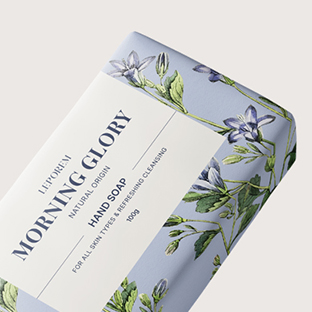 LEPOREM
MORNING GLORY
NATURAL ORIGIN
HAND SOAP
FOR ALL SKIN TYPES & REFRESHING CLEANSING
100g